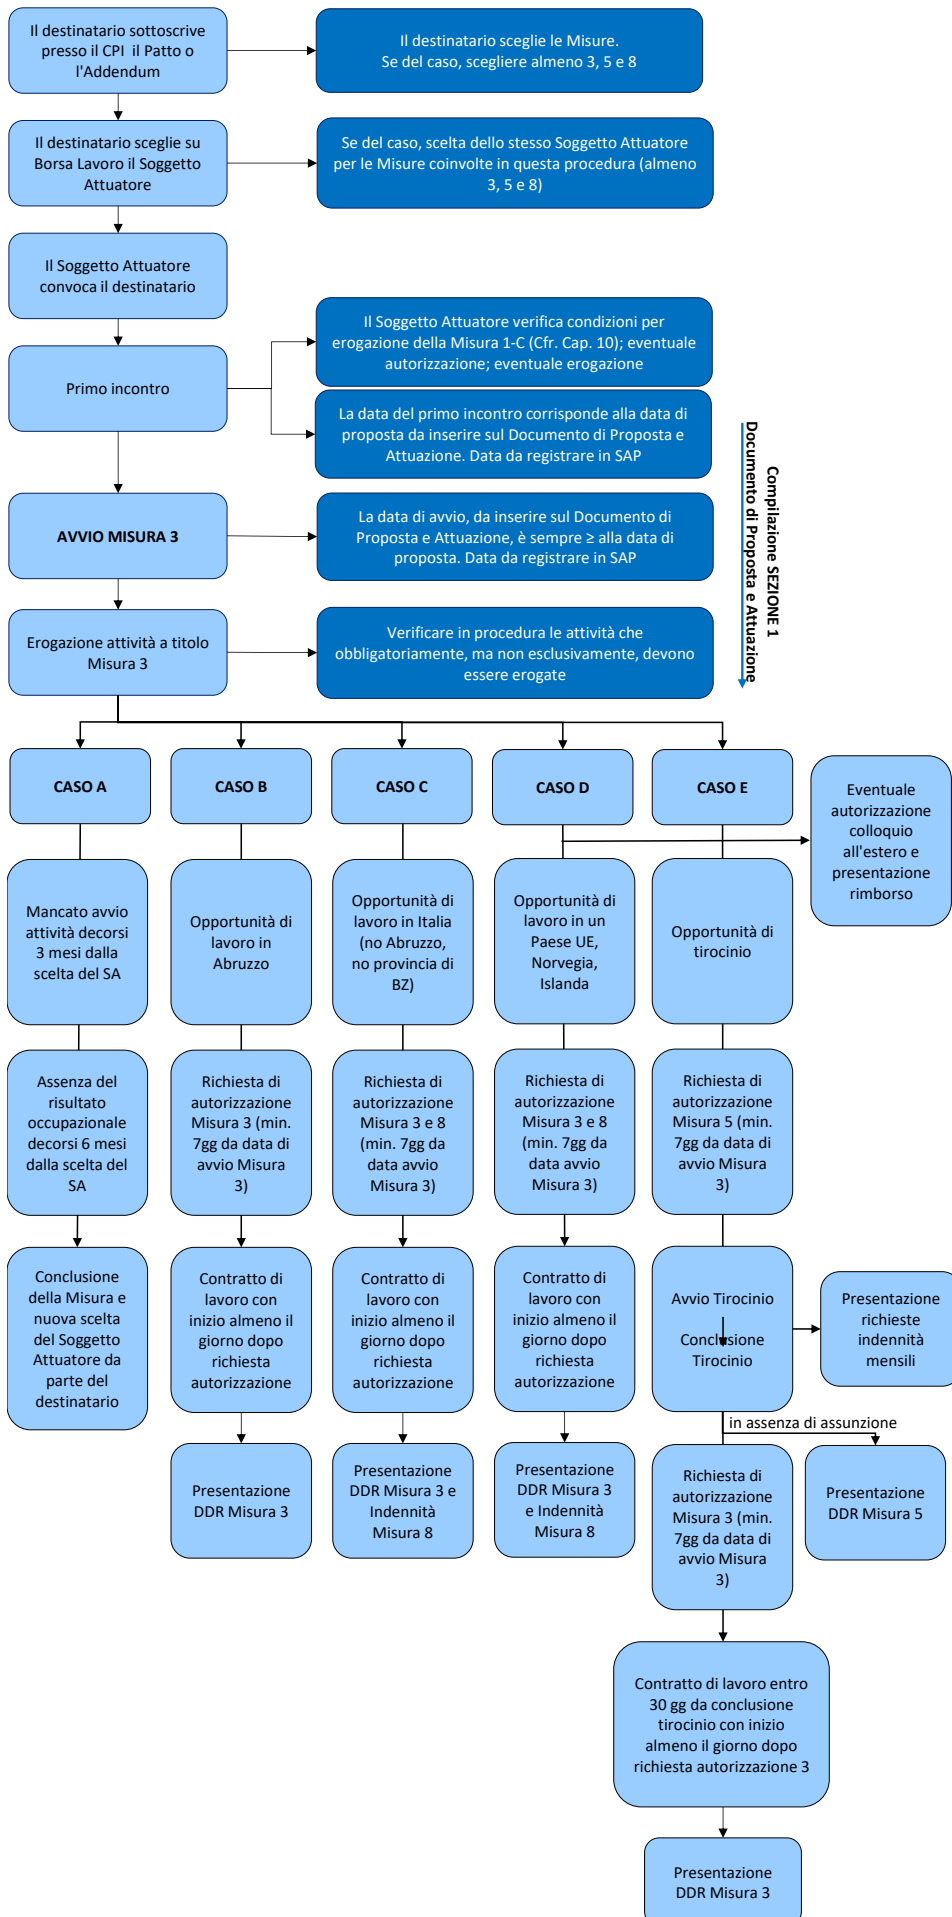 Il destinatario sottoscrive
presso il CPI il Patto o
l'Addendum
Il destinatario sceglie le Misure.
Se del caso, scegliere almeno 3, 5 e 8
Il destinatario sceglie su
Borsa Lavoro il Soggetto
Attuatore
Se del caso, scelta dello stesso Soggetto Attuatore
per le Misure coinvolte in questa procedura (almeno
3, 5 e 8)
Il Soggetto Attuatore
convoca il destinatario
Primo incontro
Il Soggetto Attuatore verifica condizioni per
erogazione della Misura 1-C (Cfr. Cap. 10); eventuale
autorizzazione; eventuale erogazione
La data del primo incontro corrisponde alla data di
proposta da inserire sul Documento di Proposta e
Attuazione. Data da registrare in SAP
AVVIO MISURA 3
La data di avvio, da inserire sul Documento di
Proposta e Attuazione, è sempre ≥ alla data di
proposta. Data da registrare in SAP
Erogazione attività a titolo
Misura 3
Verificare in procedura le attività che
obbligatoriamente, ma non esclusivamente, devono
essere erogate
Compilazione SEZIONE 1
Documento di Proposta e Attuazione
CASO A
CASO B
CASO C
CASO D
CASO E
Eventuale
autorizzazione
colloquio
all'estero e
presentazione
rimborso
Mancato avvio
attività decorsi
3 mesi dalla
scelta del SA
Opportunità di
lavoro in
Abruzzo
Opportunità di
lavoro in Italia
(no Abruzzo,
no provincia di
BZ)
Opportunità di
lavoro in un
Paese UE,
Norvegia,
Islanda
Opportunità di
tirocinio
Assenza del
risultato
occupazionale
decorsi 6 mesi
dalla scelta del
SA
Richiesta di
autorizzazione
Misura 3 (min.
7gg da data di
avvio Misura
3)
Richiesta di
autorizzazione
Misura 3 e 8
(min. 7gg da
data avvio
Misura 3)
Richiesta di
autorizzazione
Misura 3 e 8
(min. 7gg da
data avvio
Misura 3)
Richiesta di
autorizzazione
Misura 5 (min.
7gg da data di
avvio Misura
3)
Conclusione
della Misura e
nuova scelta
del Soggetto
Attuatore da
parte del
destinatario
Contratto di
lavoro con
inizio almeno il
giorno dopo
richiesta
autorizzazione
Contratto di
lavoro con
inizio almeno il
giorno dopo
richiesta
autorizzazione
Contratto di
lavoro con
inizio almeno il
giorno dopo
richiesta
autorizzazione
Avvio Tirocinio
Conclusione
Tirocinio
Presentazione
richieste
indennità
mensili
in assenza di assunzione
Presentazione
DDR Misura 3
Presentazione
DDR Misura 3 e
Indennità
Misura 8
Presentazione
DDR Misura 3
e Indennità
Misura 8
Richiesta di
autorizzazione
Misura 3 (min.
7gg da data di
avvio Misura
3)
Presentazione
DDR Misura 5
Contratto di lavoro entro
30 gg da conclusione
tirocinio con inizio
almeno il giorno dopo
richiesta autorizzazione 3
Presentazione
DDR Misura 3